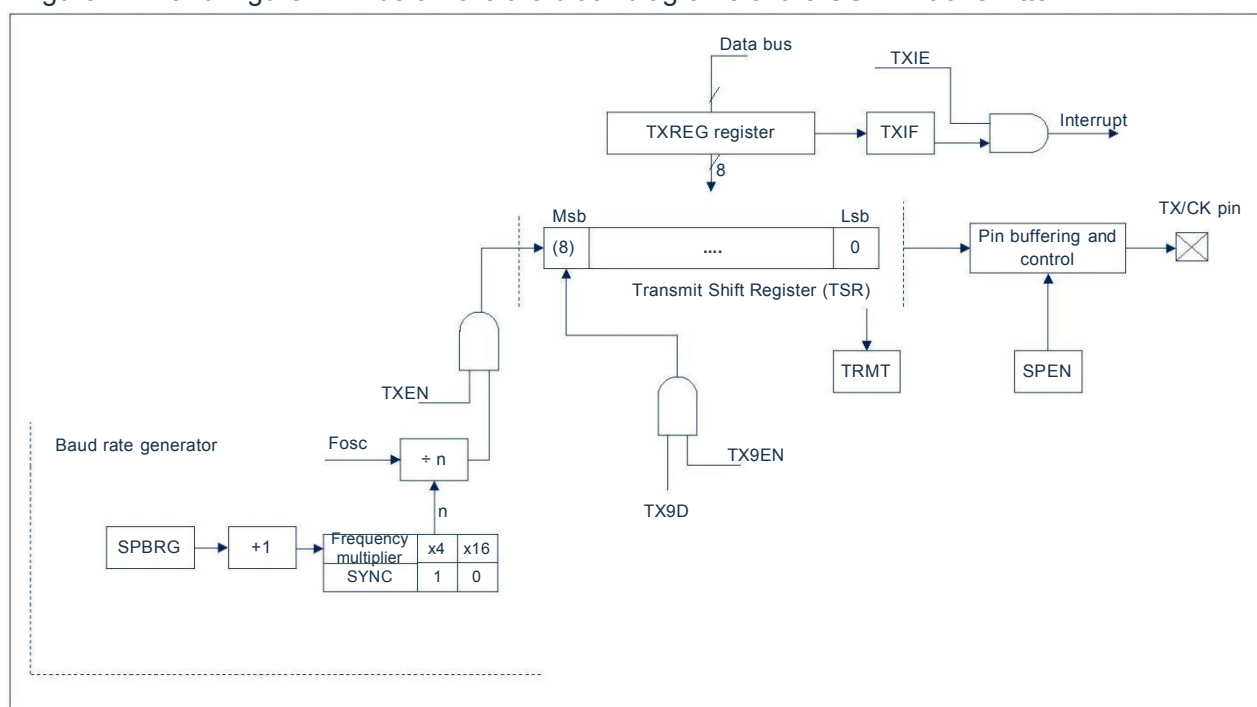 Data bus
TXIE
TXREG register
TXIF
Interrupt
8
Msb
Lsb
TX/CK pin
(8)
....
0
Pin buffering and
control
Transmit Shift Register (TSR)
TRMT
SPEN
TXEN
Baud rate generator
Fosc
÷ n
TX9EN
TX9D
n
SPBRG
+1
Frequency
multiplier
x4
x16
SYNC
1
0